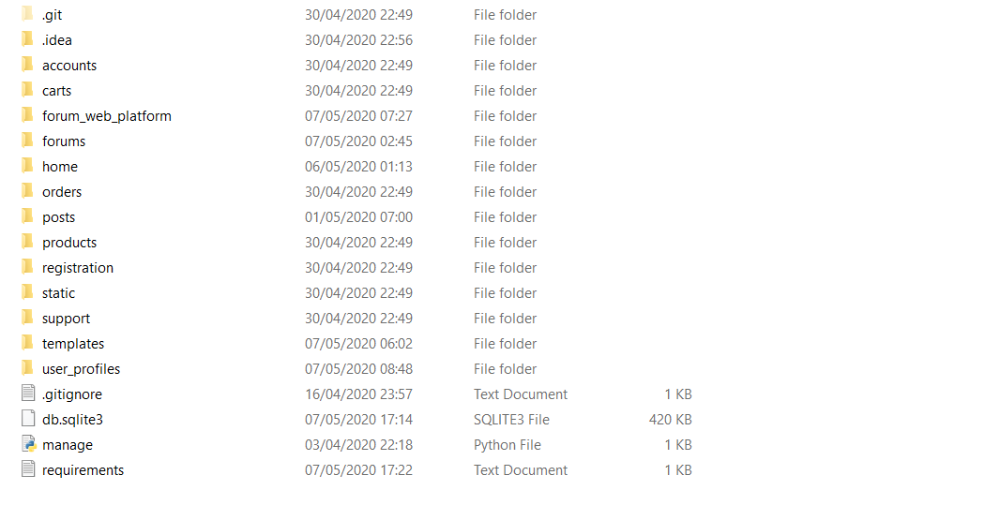 .git 30/04/2020 22:49 File folder
.idea 30/04/2020 22:56 File folder
accounts 30/04/2020 22:49 File folder
carts 30/04/2020 22:49 File folder
forum_web_platform 07/05/2020 07:27 File folder
forums 07/05/2020 02:45 File folder
home 06/05/2020 01:13 File folder
orders 30/04/2020 22:49 File folder
posts 01/05/2020 07:00 File folder
products 30/04/2020 22:49 File folder
registration 30/04/2020 22:49 File folder
static 30/04/2020 22:49 File folder
support 30/04/2020 22:49 File folder
templates 07/05/2020 06:02 File folder
user_profiles 07/05/2020 08:48 File folder
.gitignore 16/04/2020 23:57 Text Document 1 KB
db.sqlite3 07/05/2020 17:14 SQLITE3 File 420 KB
manage 03/04/2020 22:18 Python File 1 KB
requirements 07/05/2020 17:22 Text Document 1 KB